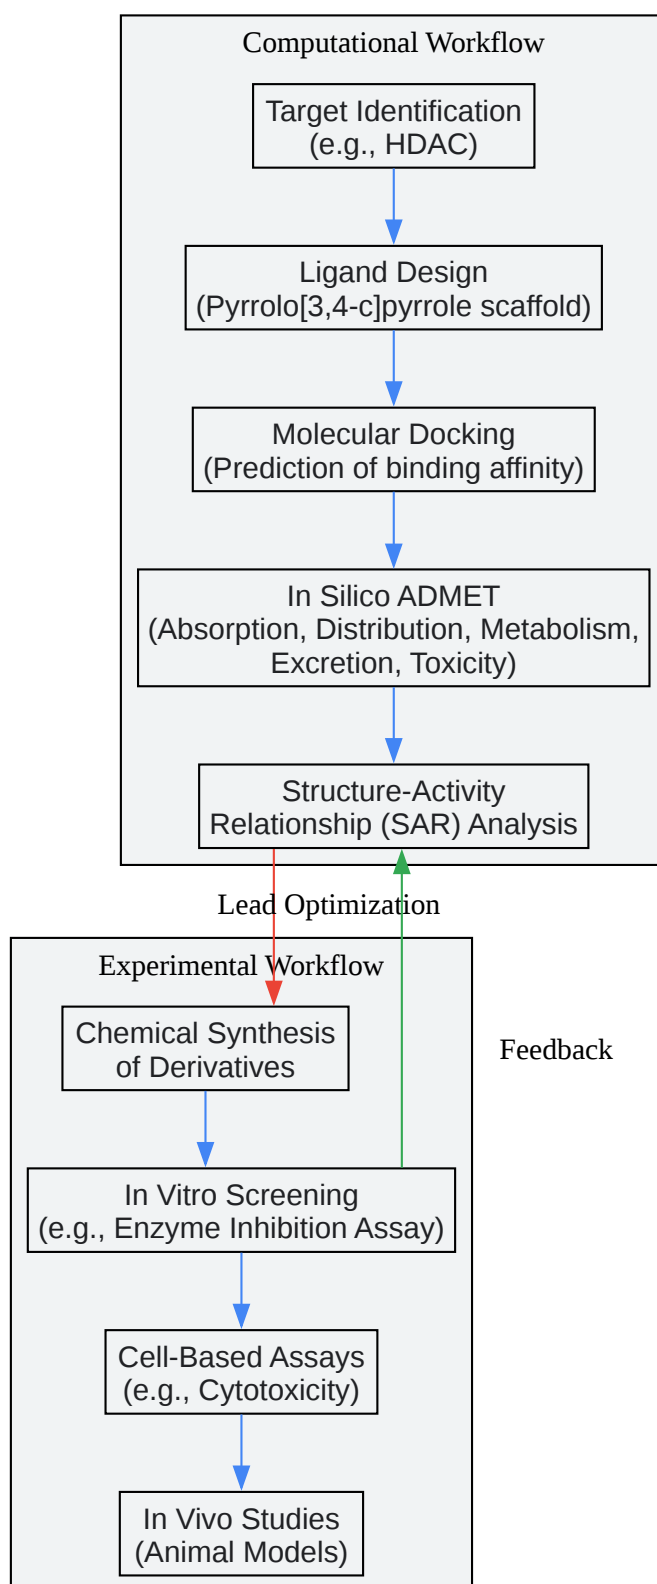 Computational Workflow
Target Identification
(e.g., HDAC)
Ligand Design
(Pyrrolo[3,4-c]pyrrole scaffold)
Molecular Docking
(Prediction of binding affinity)
In Silico ADMET
(Absorption, Distribution, Metabolism,
Excretion, Toxicity)
Structure-Activity
Relationship (SAR) Analysis
Lead Optimization
Experimental Workflow
Chemical Synthesis
of Derivatives
Feedback
In Vitro Screening
(e.g., Enzyme Inhibition Assay)
Cell-Based Assays
(e.g., Cytotoxicity)
In Vivo Studies
(Animal Models)